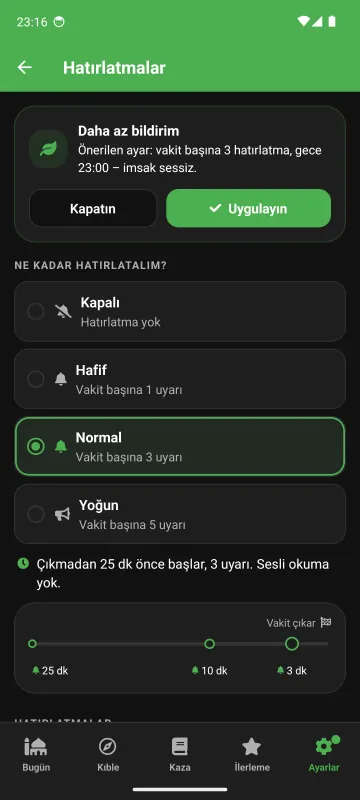 23:16
Hatırlatmalar
Daha az bildirim
Önerilen ayar: vakit başına 3 hatırlatma, gece
23:00 – imsak sessiz.
Kapatın
Uygulayın
NE KADAR HATIRLATALIM?
Kapalı
Hatırlatma yok
Hafif
Vakit başına 1 uyarı
Normal
Vakit başına 3 uyarı
Yoğun
Vakit başına 5 uyarı
Çıkmadan 25 dk önce başlar, 3 uyarı. Sesli okuma
yok.
Vakit çıkar
25 dk
10 dk
3 dk
HATIRLATMALAR
Bugün
Kıble
Kaza
İlerleme
Ayarlar